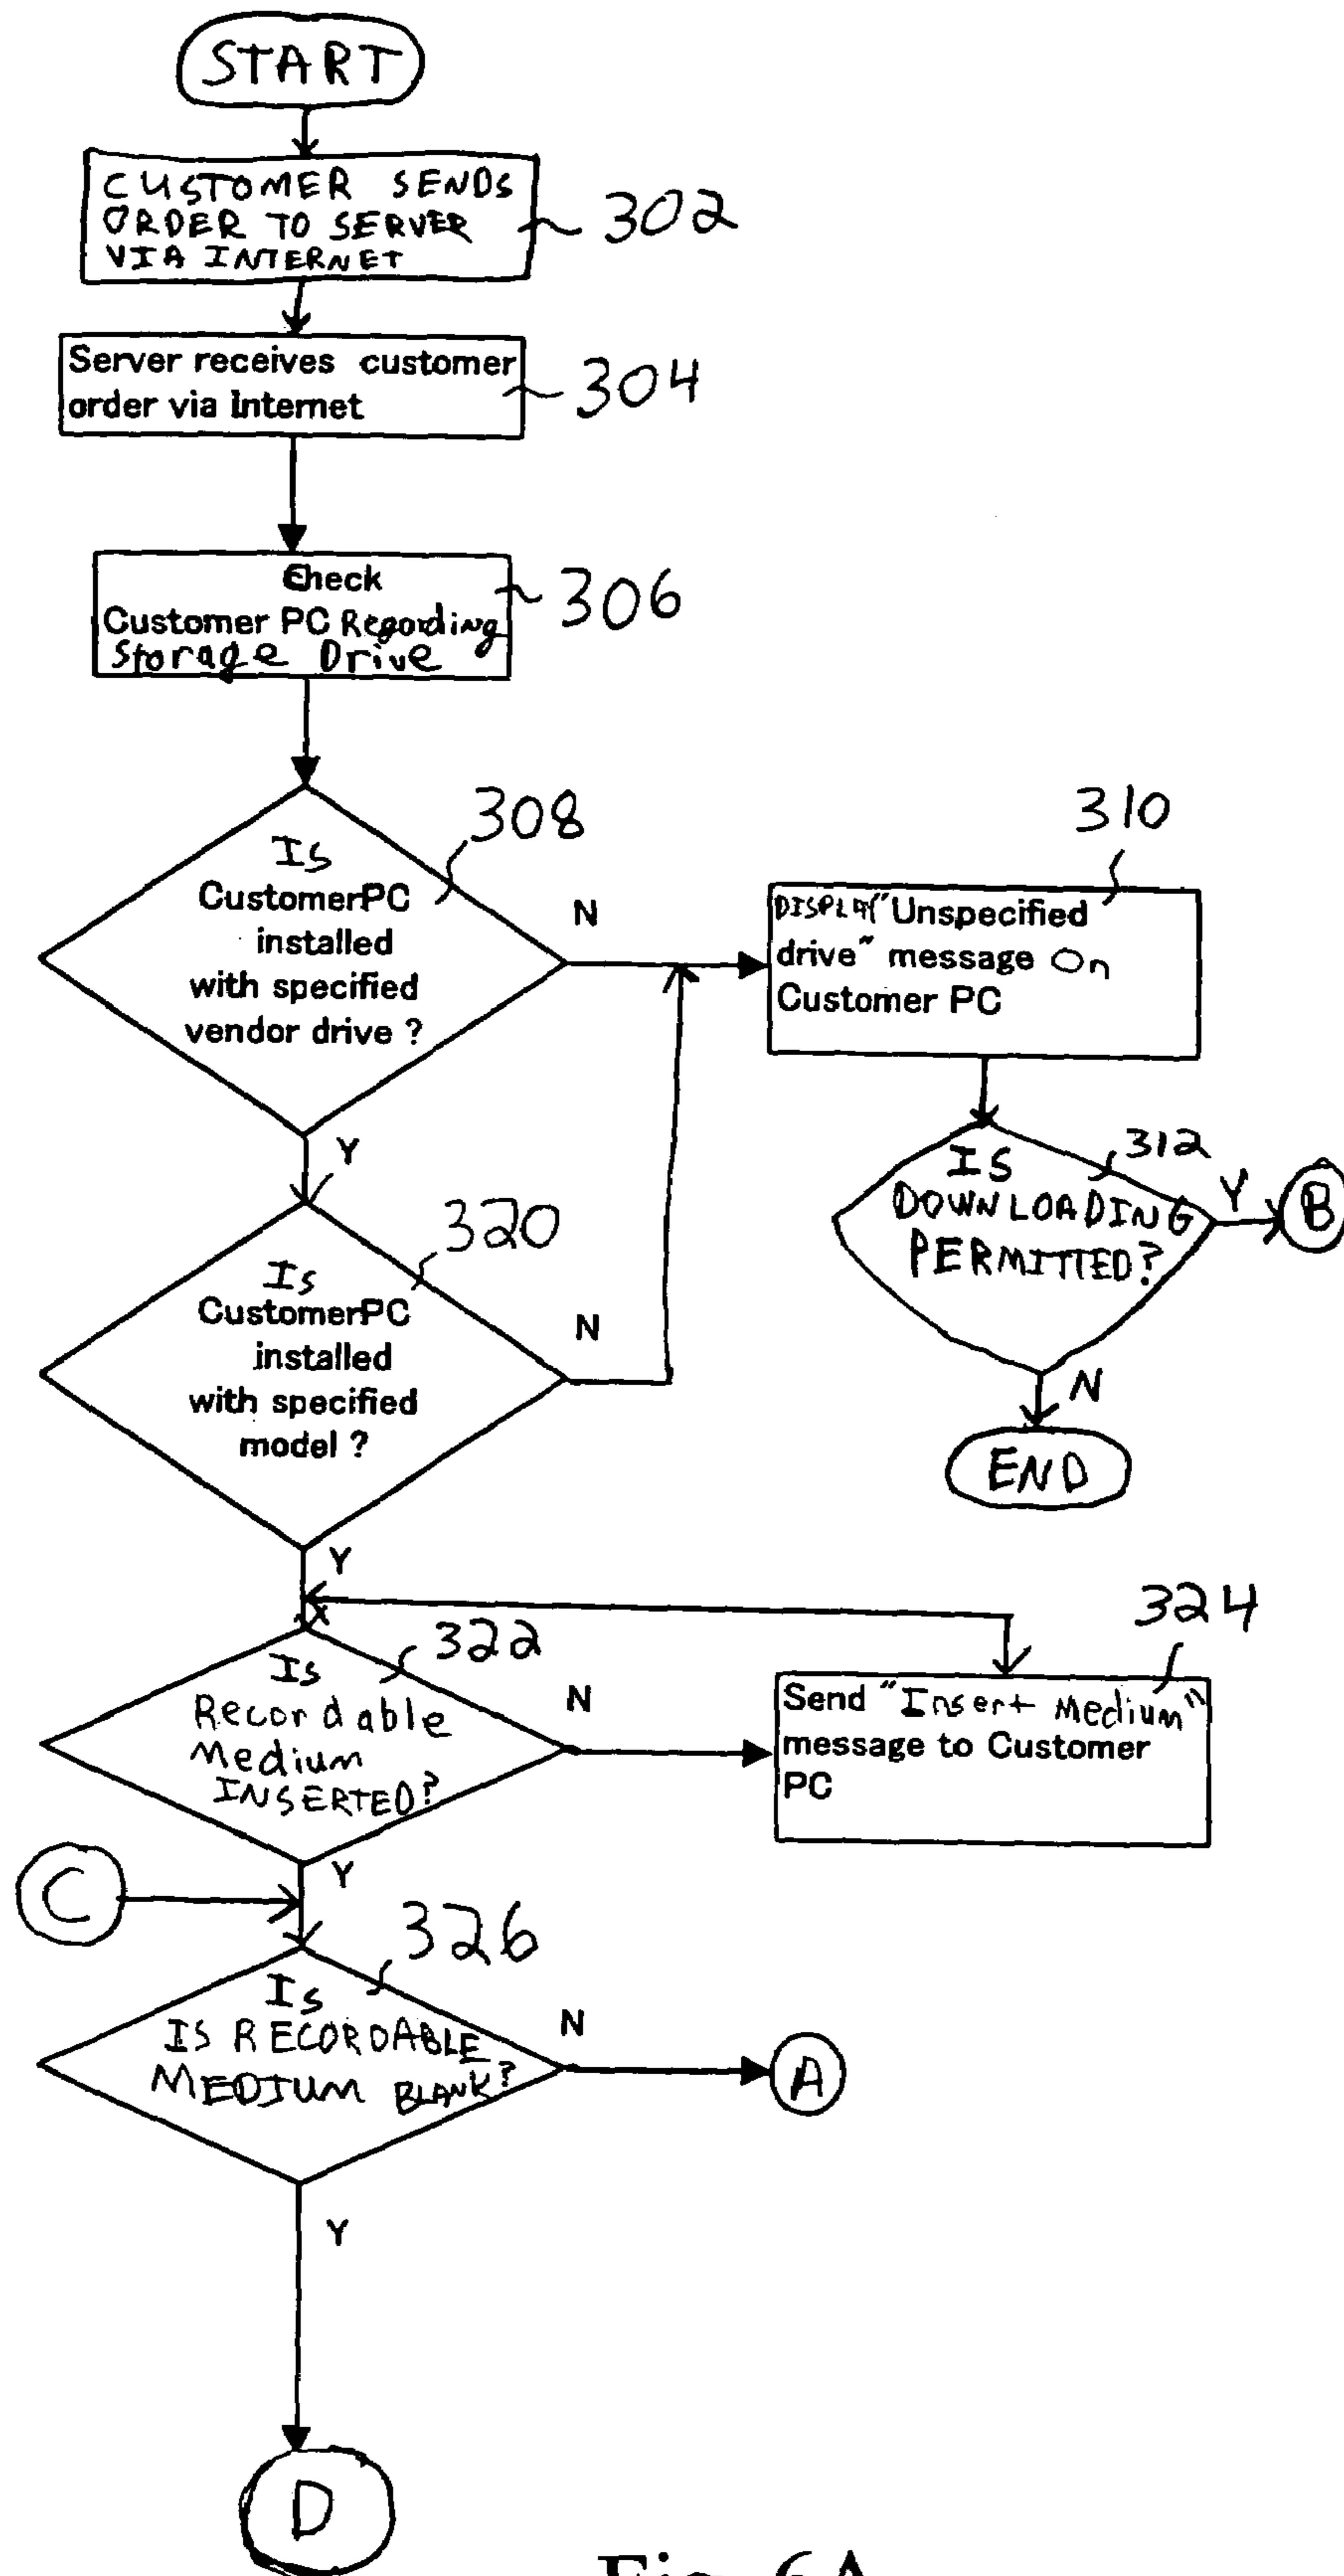 START
CUSTOMER SENDS
ORDER TO SERVER
VIA INTERNET
302
Server receives customer
order via Internet
304
Check
Customer PC Regarding
Storage Drive
306
308
Is
CustomerPC
installed
with specified
vendor drive ?
N
Y
310
DISPLAY "Unspecified
drive" message On
Customer PC
312
IS
DOWNLOADING
PERMITTED?
Y
B
N
END
320
Is
CustomerPC
installed
with specified
model ?
N
Y
322
Is
Recordable
Medium
INSERTED?
N
Y
324
Send "Insert Medium"
message to Customer
PC
C
326
Is
IS RECORDABLE
MEDIUM BLANK?
N
A
Y
D
Fig. 6A